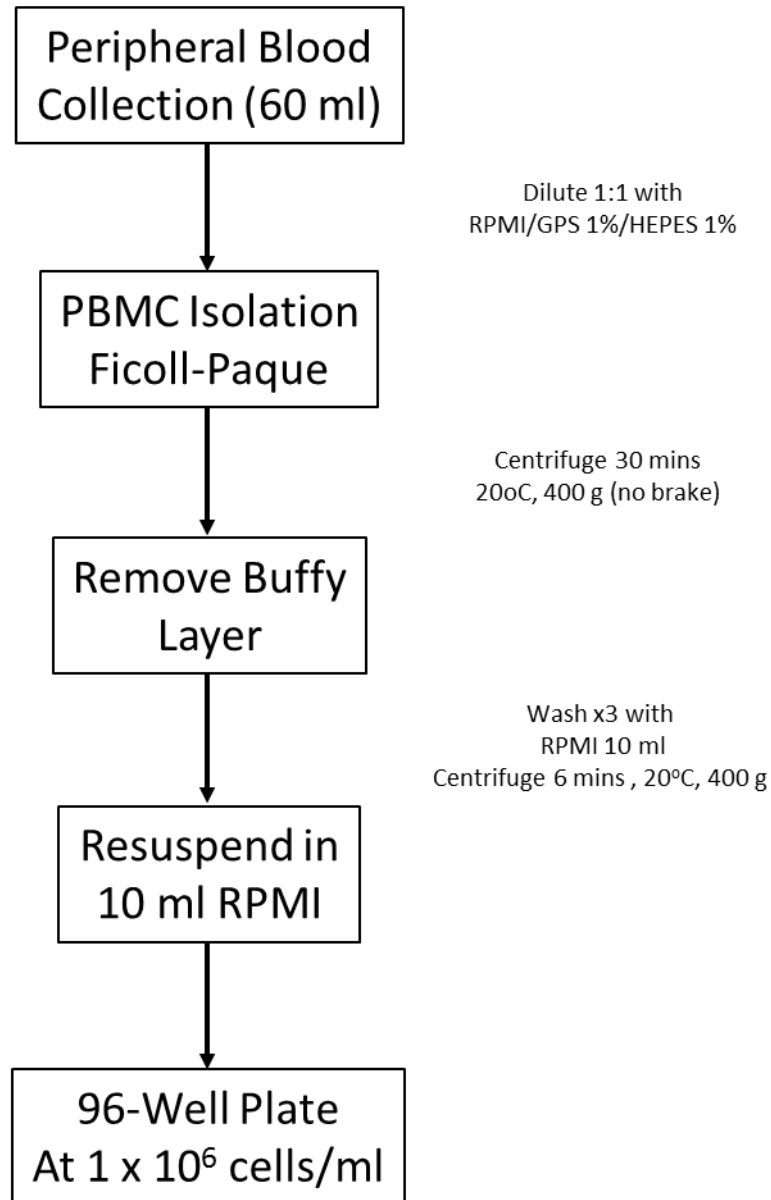 Peripheral Blood
Collection (60 ml)
Dilute 1:1 with
RPMI/GPS 1%/HEPES 1%
PBMC Isolation
Ficoll-Paque
Centrifuge 30 mins
20oC, 400 g (no brake)
Remove Buffy
Layer
Wash x3 with
RPMI 10 ml
Centrifuge 6 mins , 20ºC, 400 g
Resuspend in
10 ml RPMI
96-Well Plate
At 1 x 10⁶ cells/ml